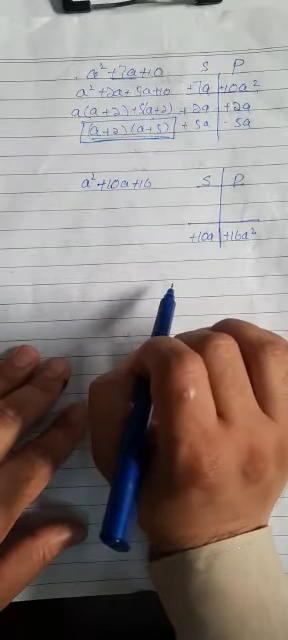 a² + 7a + 10 S P
a² + 2a + 5a + 10 +7a +10a²
a(a+2) + 5(a+2) +2a +2a
(a+2)(a+5) +5a 5a
a² + 10a + 16 S P
+10a +16a²